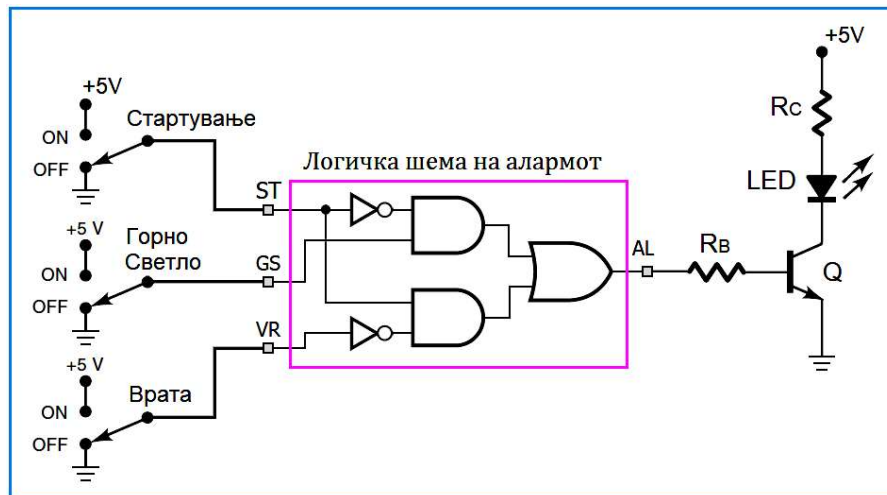 +5V
Стартување
ON
OFF
+5 V
Горно
Светло
ON
OFF
+5 V
Врата
ON
OFF
Логичка шема на алармот
ST
GS
VR
AL
RB
+5V
RC
LED
Q